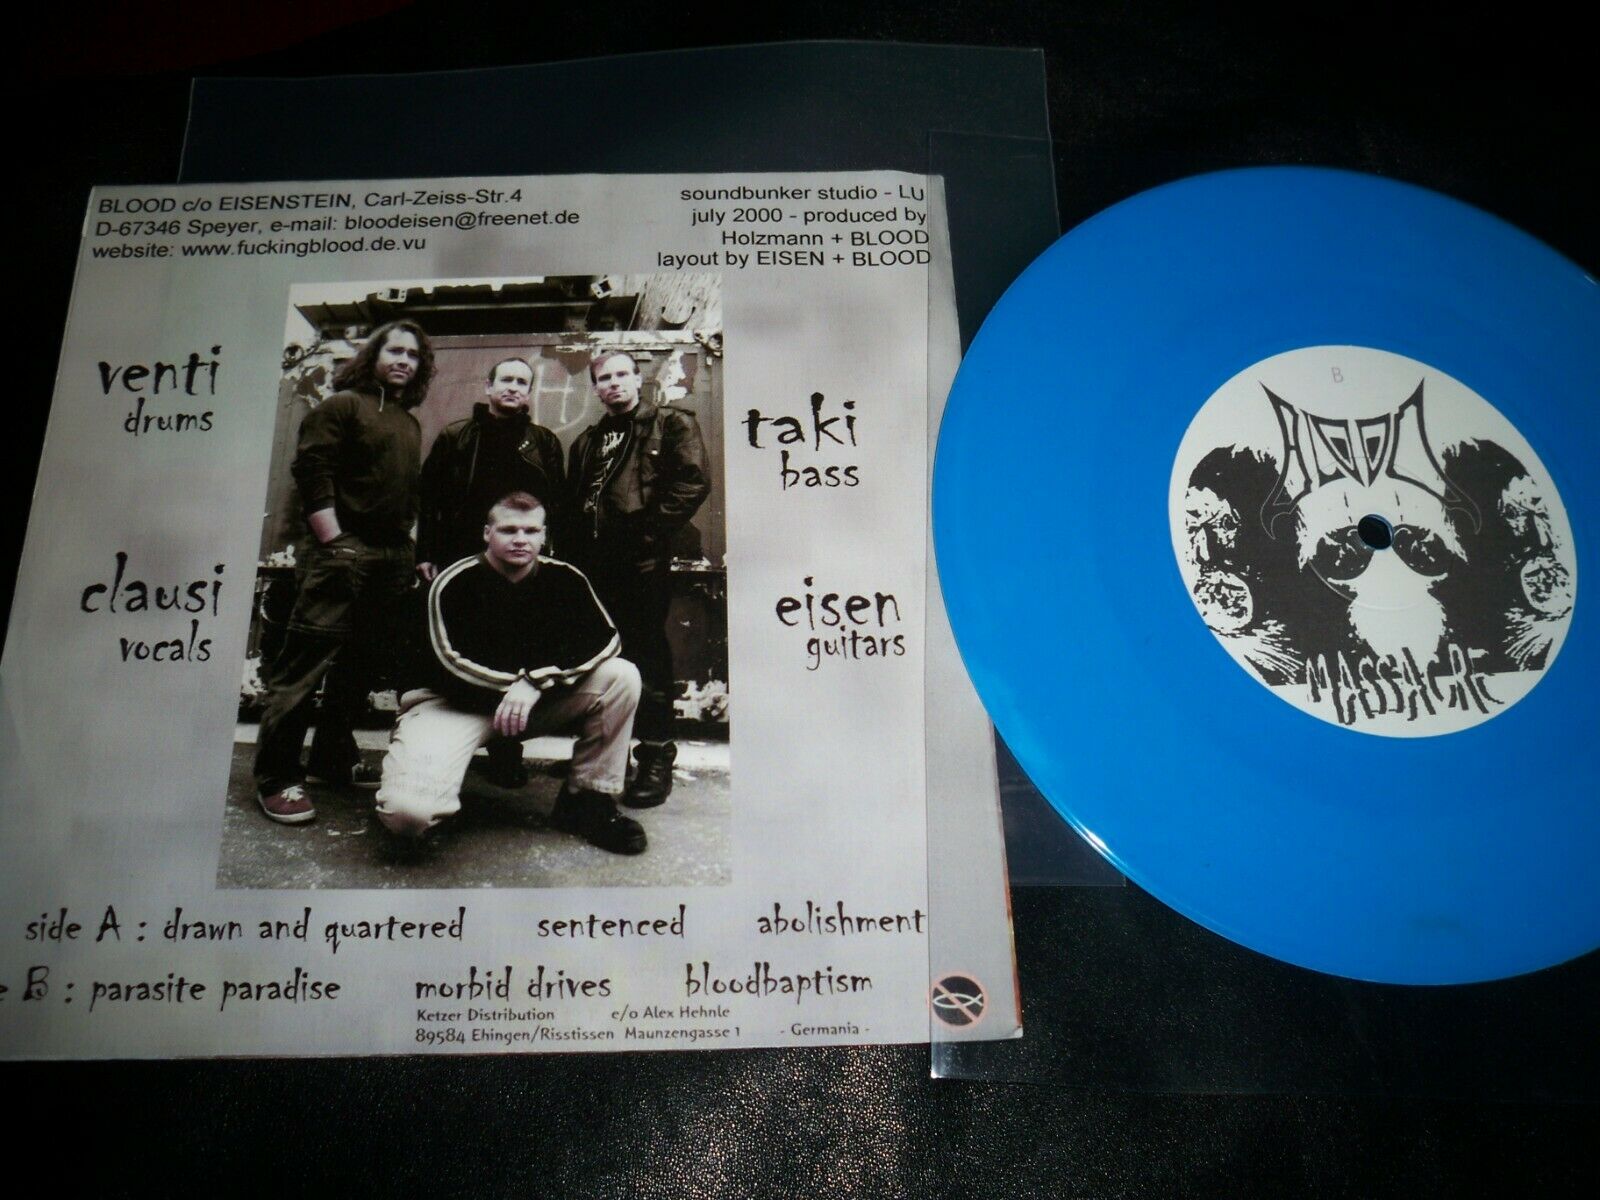 BLOOD c/o EISENSTEIN, Carl-Zeiss-Str.4
D-67346 Speyer, e-mail: bloodeisen@freenet.de
website: www.fuckingblood.de.vu
soundbunker studio - LU
july 2000 - produced by
Holzmann + BLOOD
layout by EISEN + BLOOD
venti
drums
taki
bass
clausi
vocals
eisen
guitars
side A : drawn and quartered sentenced abolishment
e B : parasite paradise morbid drives bloodbaptism
Ketzer Distribution c/o Alex Hehnle
89584 Ehingen/Risstissen Maunzengasse 1 - Germania -
B
BLOOD
MASSACRE